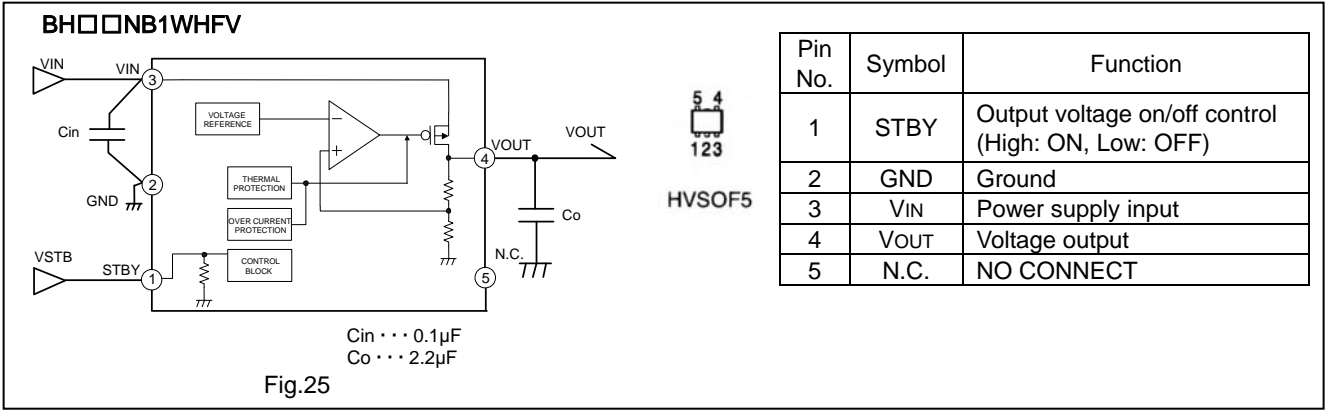 BH□□NB1WHFV
VIN
VIN
3
Cin
VOLTAGE
REFERENCE
−
+
THERMAL
PROTECTION
OVER CURRENT
PROTECTION
2
GND
VSTB
STBY
1
CONTROL
BLOCK
VOUT
4
VOUT
Co
N.C.
5
Cin・・・0.1µF
Co・・・2.2µF
Fig.25
5 4
123
HVSOF5
Pin No. Symbol Function
1 STBY Output voltage on/off control
(High: ON, Low: OFF)
2 GND Ground
3 VIN Power supply input
4 VOUT Voltage output
5 N.C. NO CONNECT